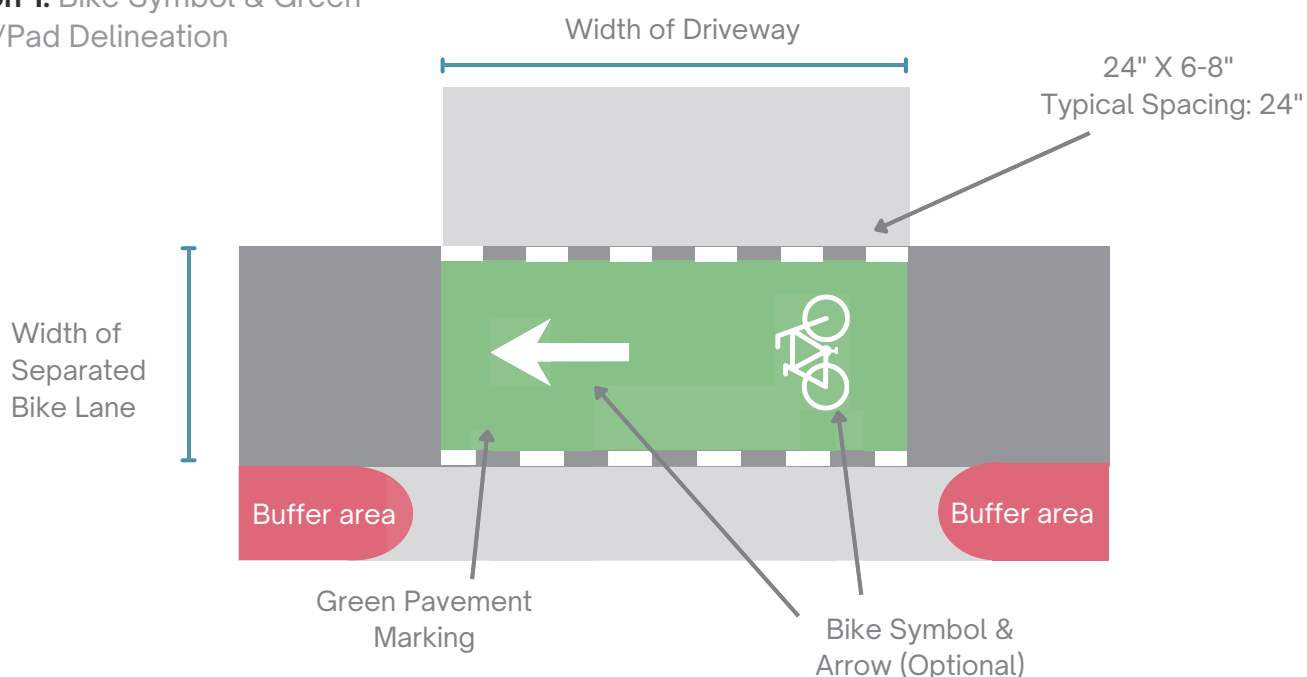 Bike Symbol & Green
/Pad Delineation
Width of Driveway
24" X 6-8"
Typical Spacing: 24"
Width of
Separated
Bike Lane
Buffer area
Buffer area
Green Pavement
Marking
Bike Symbol &
Arrow (Optional)